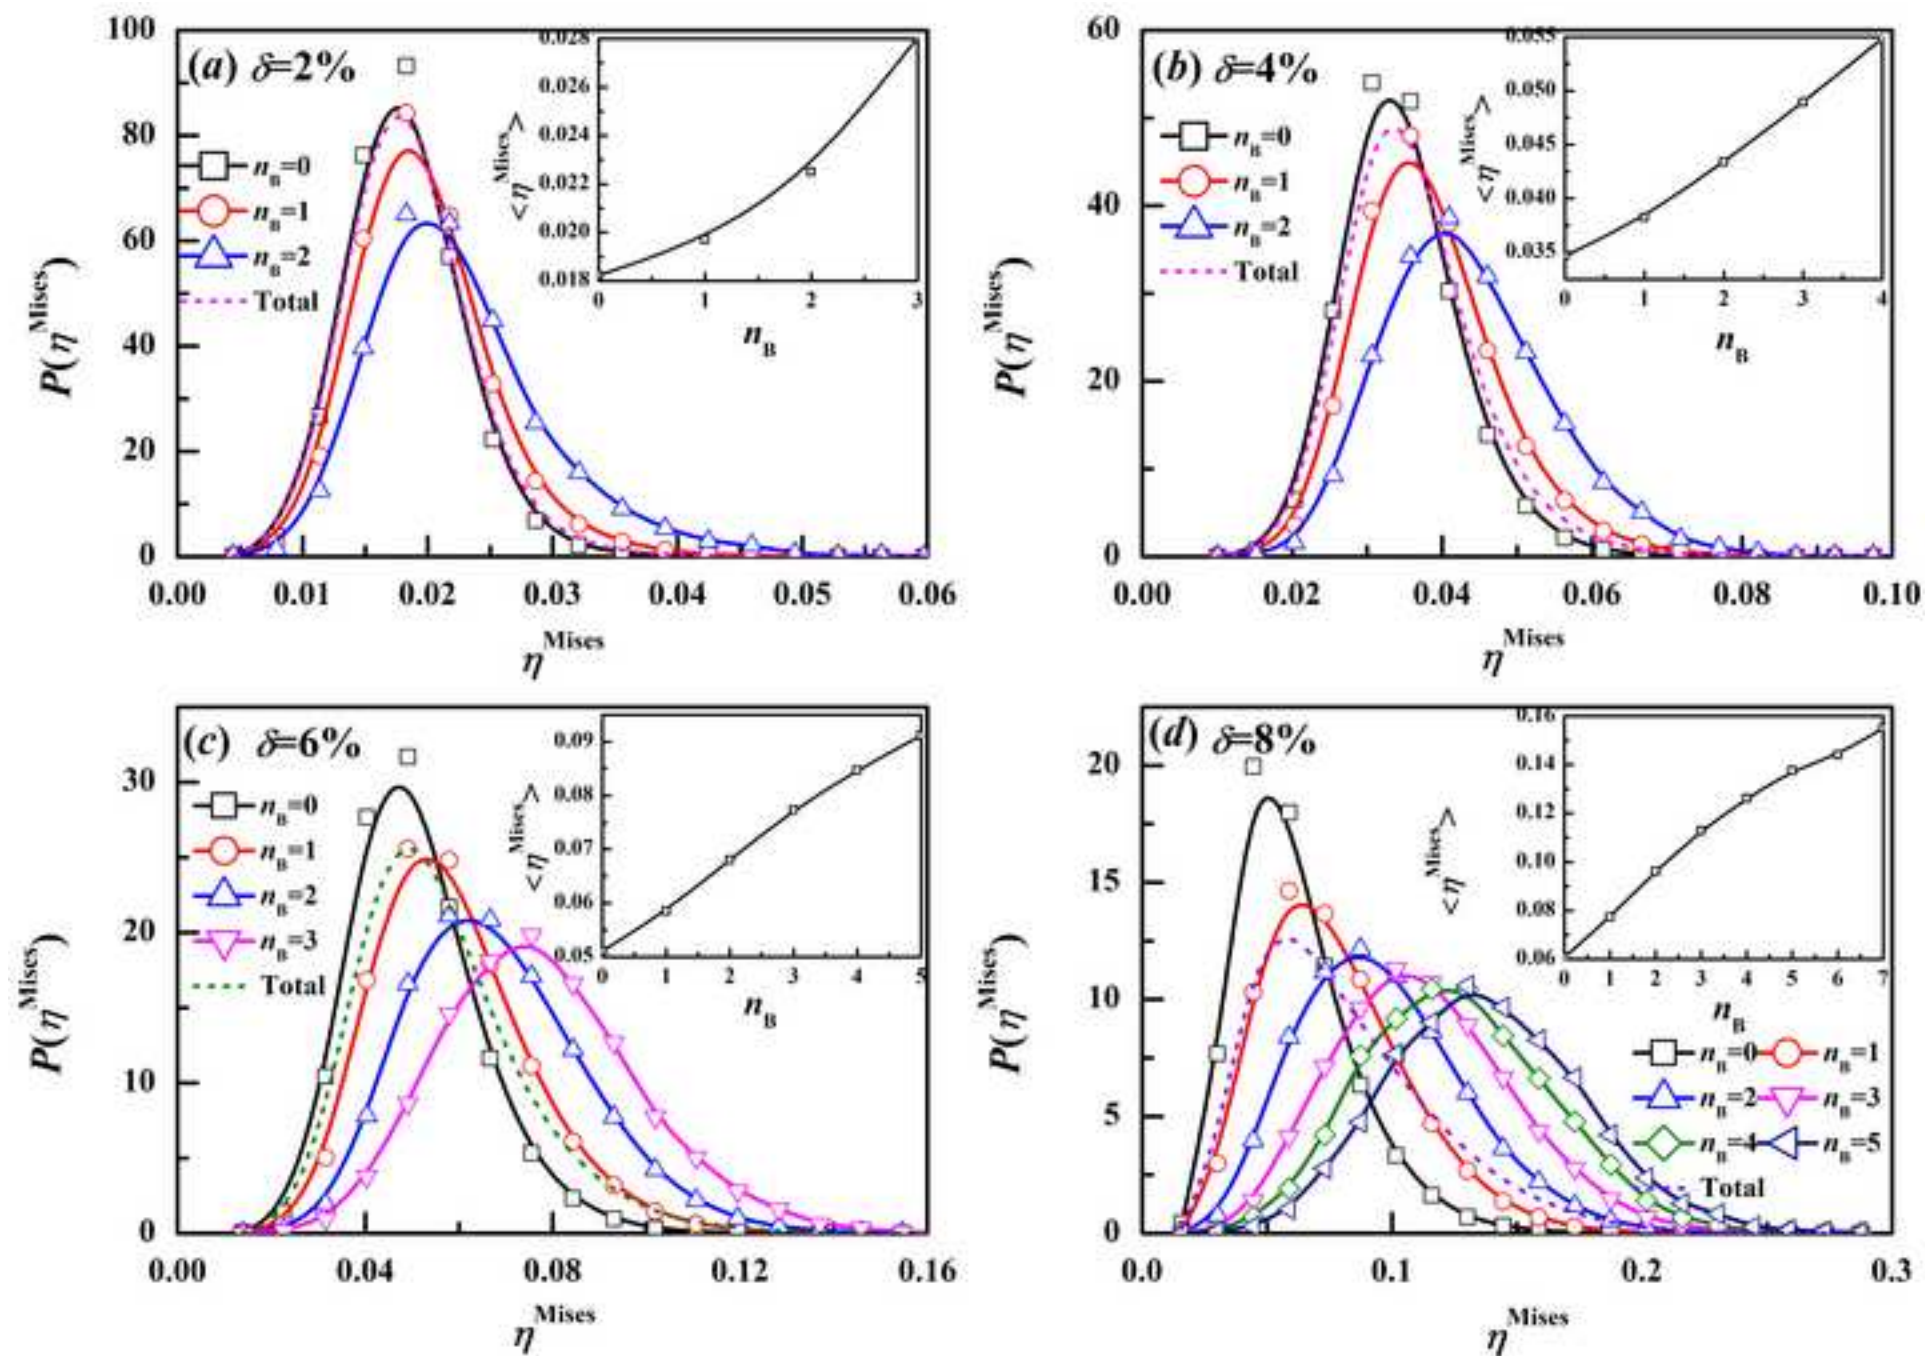 (a) δ=2%
100
80
60
40
20
0
P(η^Mises)
n_B=0
n_B=1
n_B=2
Total
0.00 0.01 0.02 0.03 0.04 0.05 0.06
η^Mises
<η^Mises>
0.028
0.026
0.024
0.022
0.020
0.018
0 1 2 3
n_B
(b) δ=4%
60
40
20
0
P(η^Mises)
n_B=0
n_B=1
n_B=2
Total
0.00 0.02 0.04 0.06 0.08 0.10
η^Mises
<η^Mises>
0.055
0.050
0.045
0.040
0.035
0 1 2 3 4
n_B
(c) δ=6%
30
20
10
0
P(η^Mises)
n_B=0
n_B=1
n_B=2
n_B=3
Total
0.00 0.04 0.08 0.12 0.16
η^Mises
<η^Mises>
0.09
0.08
0.07
0.06
0.05
0 1 2 3 4 5
n_B
(d) δ=8%
20
15
10
5
0
P(η^Mises)
0.0 0.1 0.2 0.3
η^Mises
<η^Mises>
0.16
0.14
0.12
0.10
0.08
0.06
0 1 2 3 4 5 6 7
n_B
n_B=0 n_B=1
n_B=2 n_B=3
n_B=4 n_B=5
Total